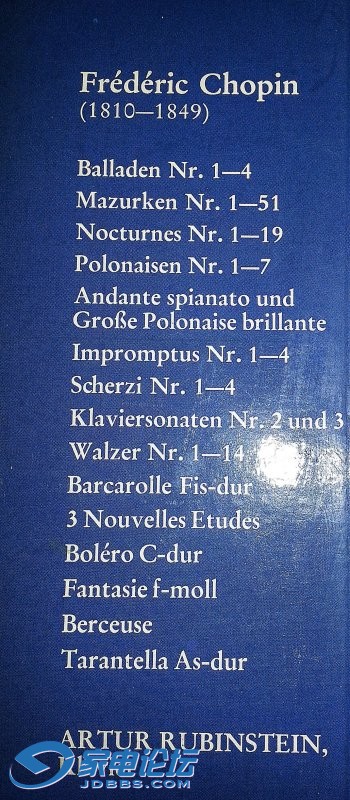 Frédéric Chopin
(1810—1849)
Balladen Nr. 1—4
Mazurken Nr. 1—51
Nocturnes Nr. 1—19
Polonaisen Nr. 1—7
Andante spianato und
Große Polonaise brillante
Impromptus Nr. 1—4
Scherzi Nr. 1—4
Klaviersonaten Nr. 2 und 3
Walzer Nr. 1—14
Barcarolle Fis-dur
3 Nouvelles Etudes
Boléro C-dur
Fantasie f-moll
Berceuse
Tarantella As-dur
ARTUR RUBINSTEIN,
家电论坛
JDBBS.COM